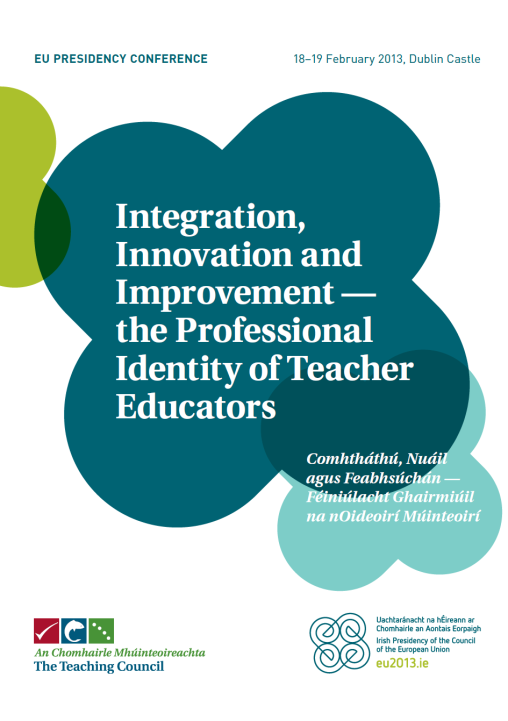 EU PRESIDENCY CONFERENCE
18–19 February 2013, Dublin Castle
Integration,
Innovation and
Improvement —
the Professional
Identity of Teacher
Educators
Comhtháthú, Nuáil
agus Feabhsúchán —
Féiniúlacht Ghairmiúil
na nOideoirí Múinteoirí
An Chomhairle Mhúinteoireachta
The Teaching Council
Uachtaránacht na hÉireann ar
Chomhairle an Aontais Eorpaigh
Irish Presidency of the Council
of the European Union
eu2013.ie